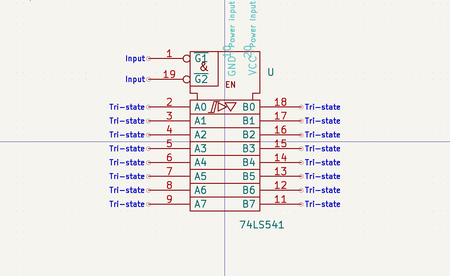 Power input
Power input
10
20
GND
VCC
Input 1 G1
&
Input 19 G2
U
EN
Tri-state 2 A0 B0 18 Tri-state
Tri-state 3 A1 B1 17 Tri-state
Tri-state 4 A2 B2 16 Tri-state
Tri-state 5 A3 B3 15 Tri-state
Tri-state 6 A4 B4 14 Tri-state
Tri-state 7 A5 B5 13 Tri-state
Tri-state 8 A6 B6 12 Tri-state
Tri-state 9 A7 B7 11 Tri-state
74LS541